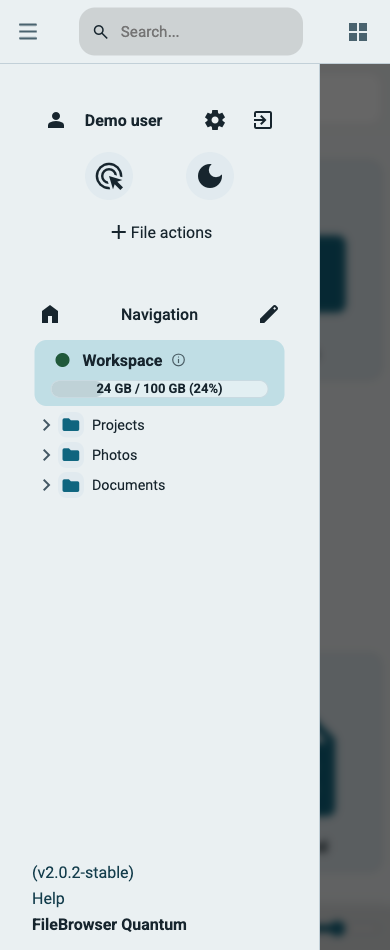 Search...
Demo user
File actions
Navigation
Workspace
24 GB / 100 GB (24%)
Projects
Photos
Documents
(v2.0.2-stable)
Help
FileBrowser Quantum